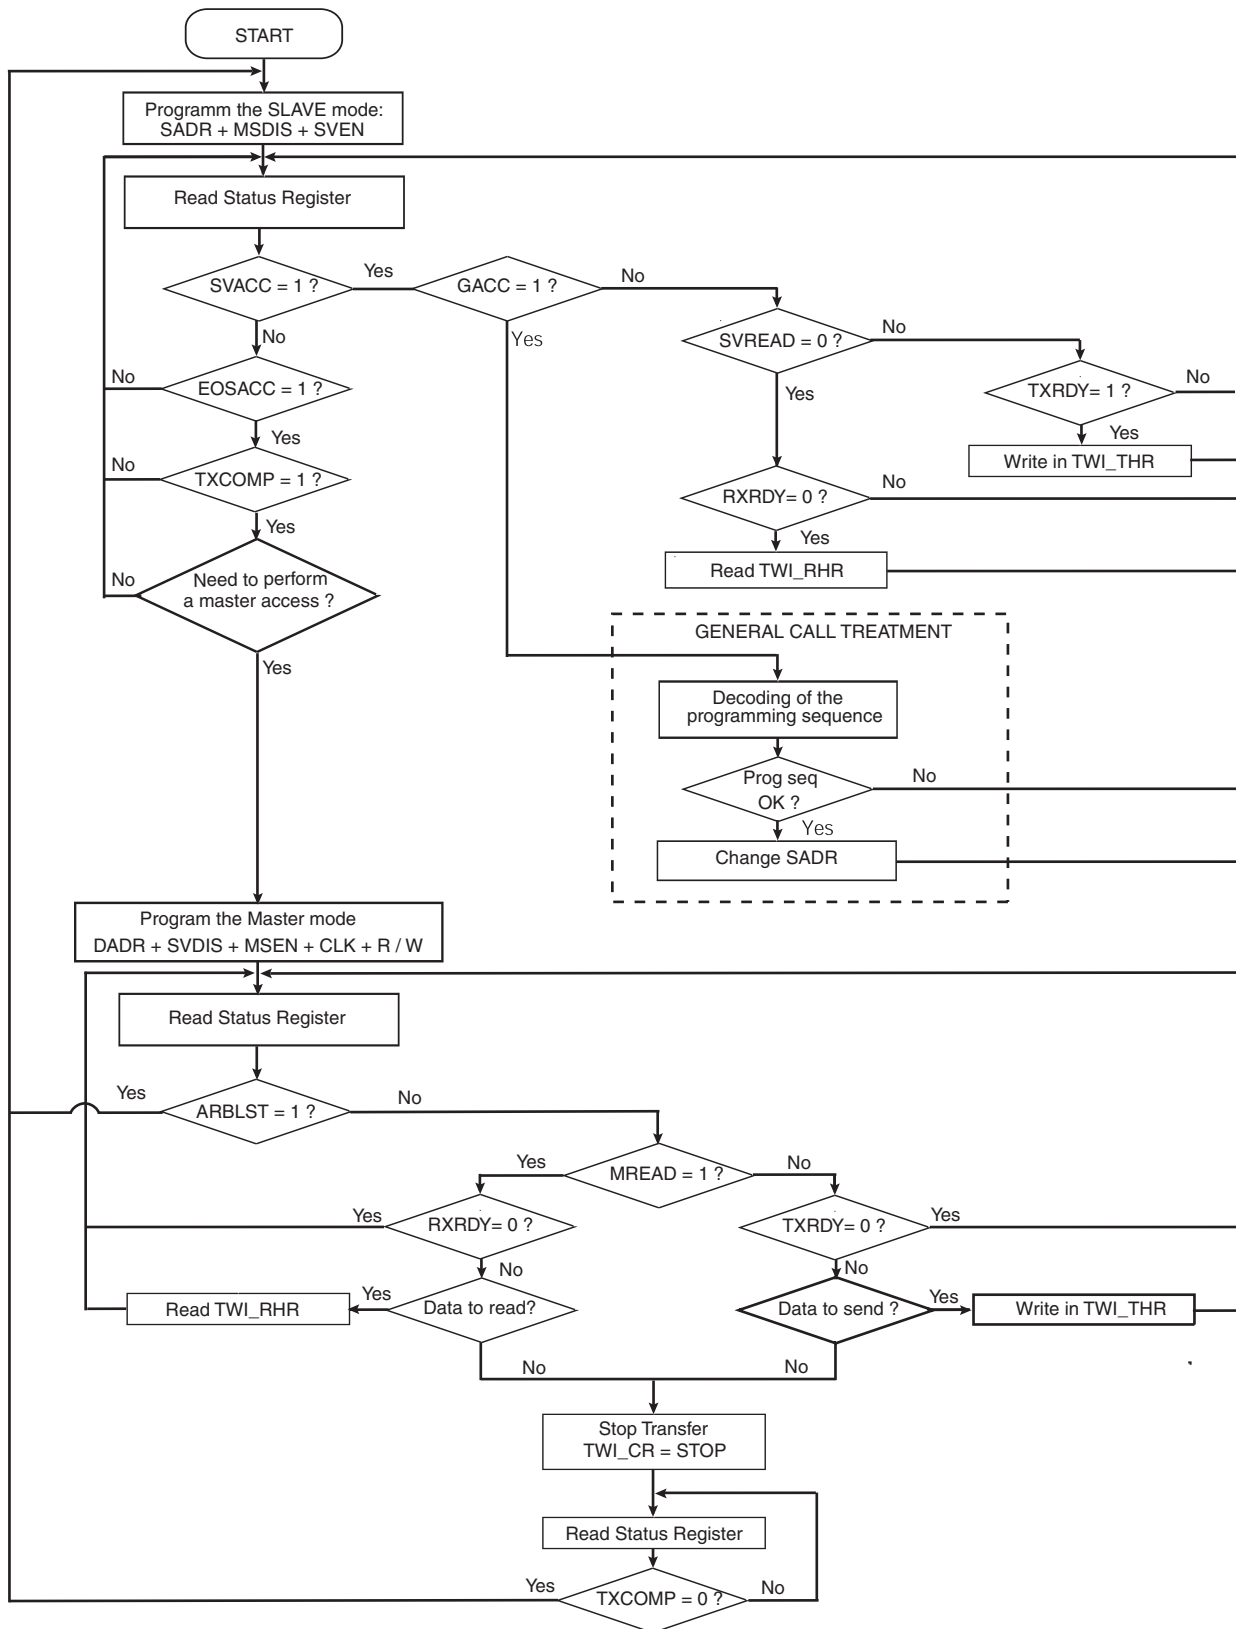 START
Programm the SLAVE mode:
SADR + MSDIS + SVEN
Read Status Register
SVACC = 1 ?
Yes
GACC = 1 ?
No
No
Yes
SVREAD = 0 ?
No
No
EOSACC = 1 ?
Yes
TXRDY= 1 ?
No
Yes
Yes
Write in TWI_THR
No
TXCOMP = 1 ?
RXRDY= 0 ?
No
Yes
Yes
Read TWI_RHR
No
Need to perform
a master access ?
Yes
GENERAL CALL TREATMENT
Decoding of the
programming sequence
Prog seq
OK ?
No
Yes
Change SADR
Program the Master mode
DADR + SVDIS + MSEN + CLK + R / W
Read Status Register
Yes
ARBLST = 1 ?
No
Yes
MREAD = 1 ?
No
Yes
RXRDY= 0 ?
TXRDY= 0 ?
Yes
No
No
Read TWI_RHR
Yes
Data to read?
Data to send ?
Yes
Write in TWI_THR
No
No
Stop Transfer
TWI_CR = STOP
Read Status Register
Yes
TXCOMP = 0 ?
No